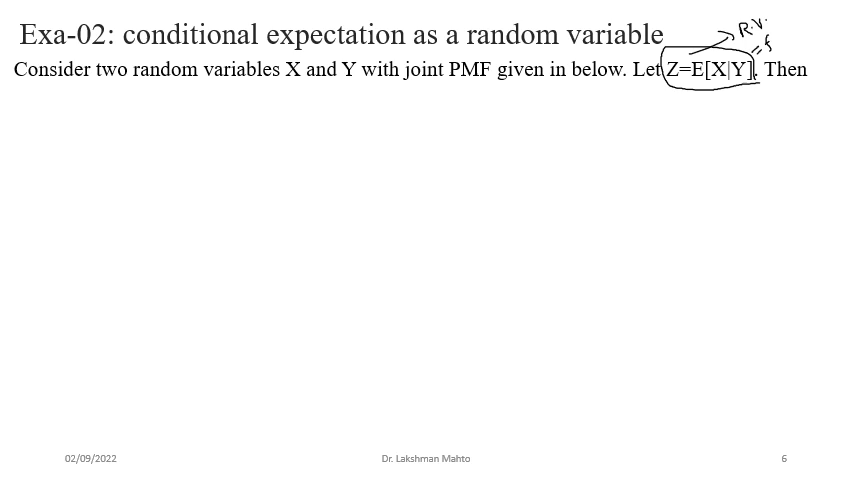 Exa-02: conditional expectation as a random variable
R.V.
Consider two random variables X and Y with joint PMF given in below. Let Z=E[X|Y]. Then
02/09/2022
Dr. Lakshman Mahto
6